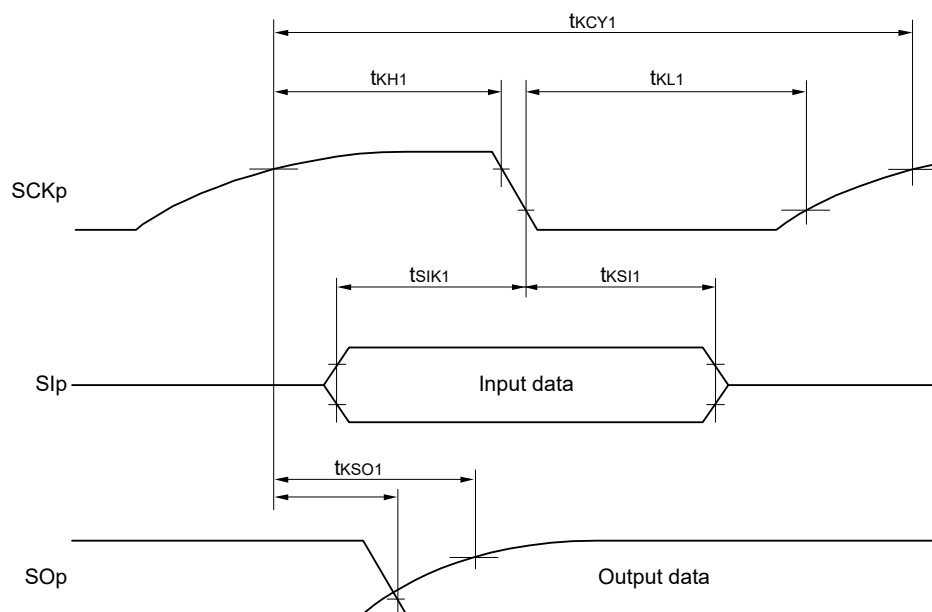 tKCY1
tKH1
tKL1
SCKp
tSIK1
tKSI1
SIp
Input data
tKSO1
SOp
Output data